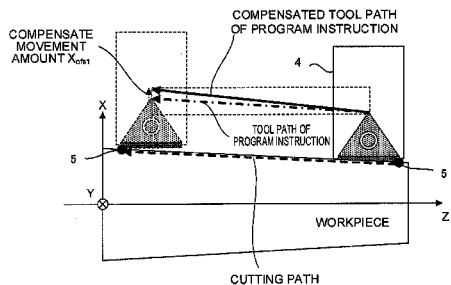 COMPENSATED TOOL PATH
OF PROGRAM INSTRUCTION
COMPENSATE
MOVEMENT
AMOUNT Xofs1
4
X
TOOL PATH OF
PROGRAM INSTRUCTION
5
5
Y
Z
WORKPIECE
CUTTING PATH